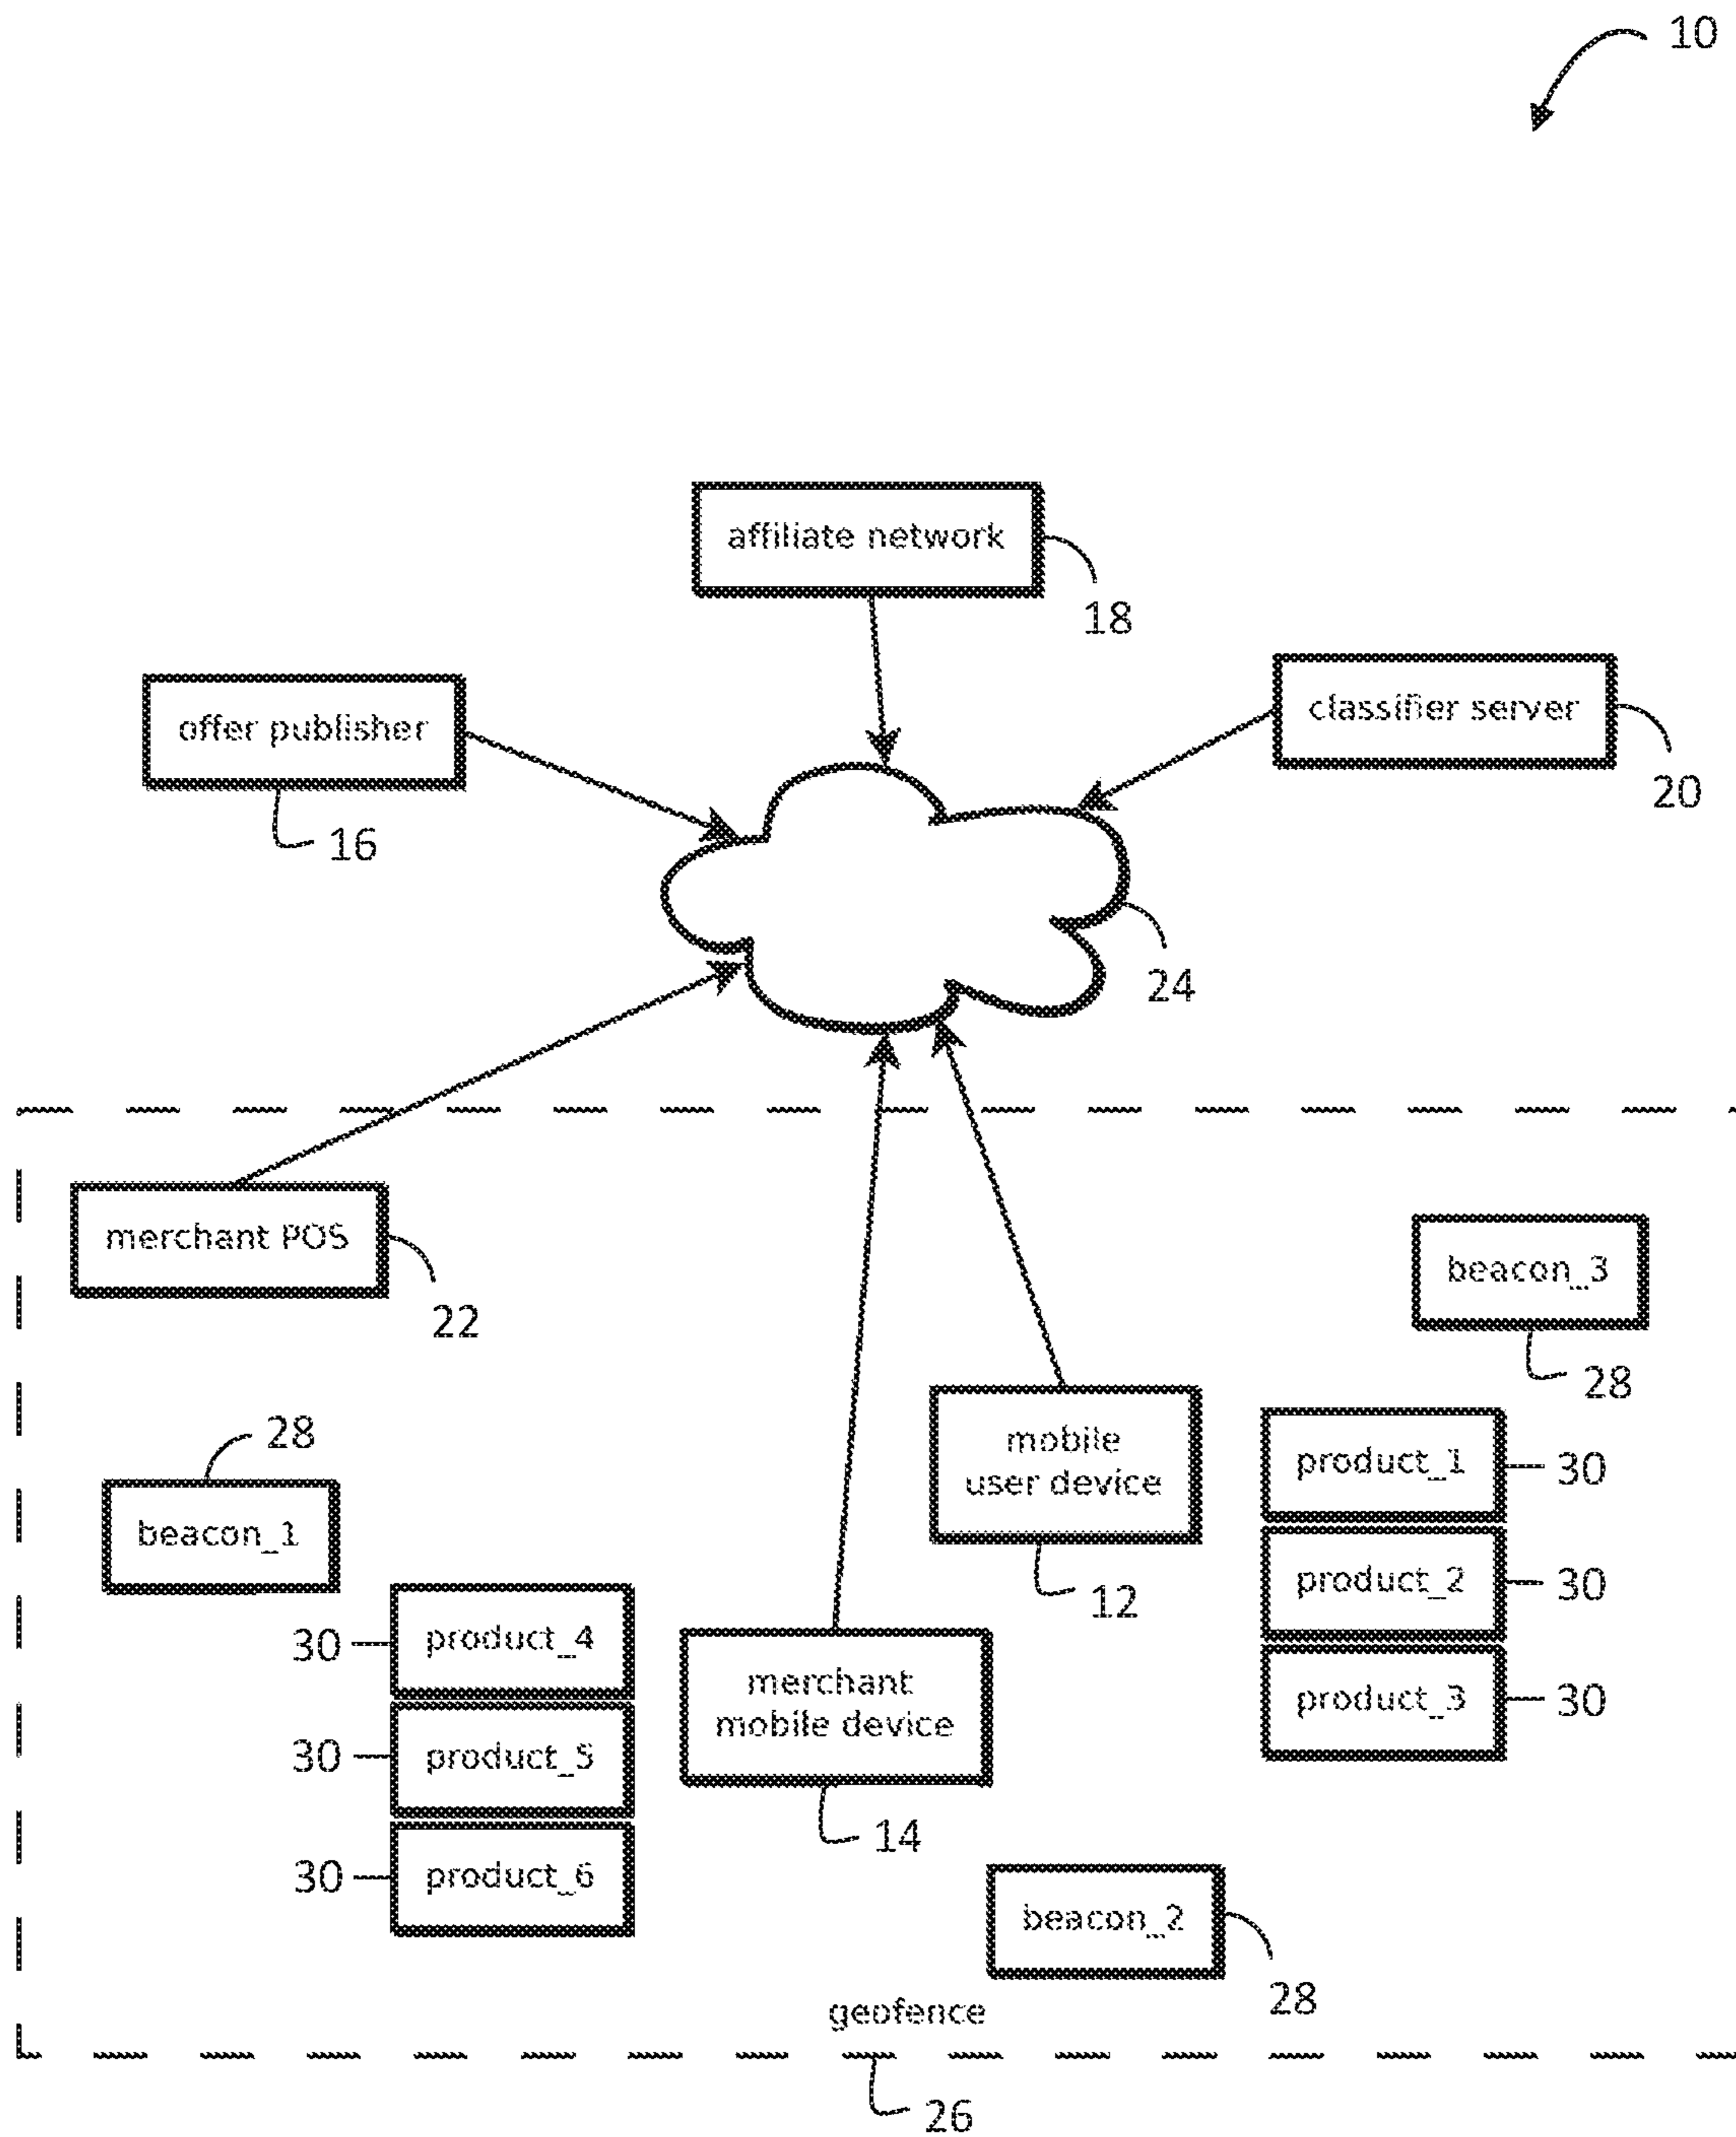 10
affiliate network
18
offer publisher
16
classifier server
20
24
merchant POS
22
beacon_3
28
28
beacon_1
mobile
user device
12
product_1
30
product_2
30
product_3
30
30
product_4
30
product_5
30
product_6
merchant
mobile device
14
beacon_2
28
geofence
26